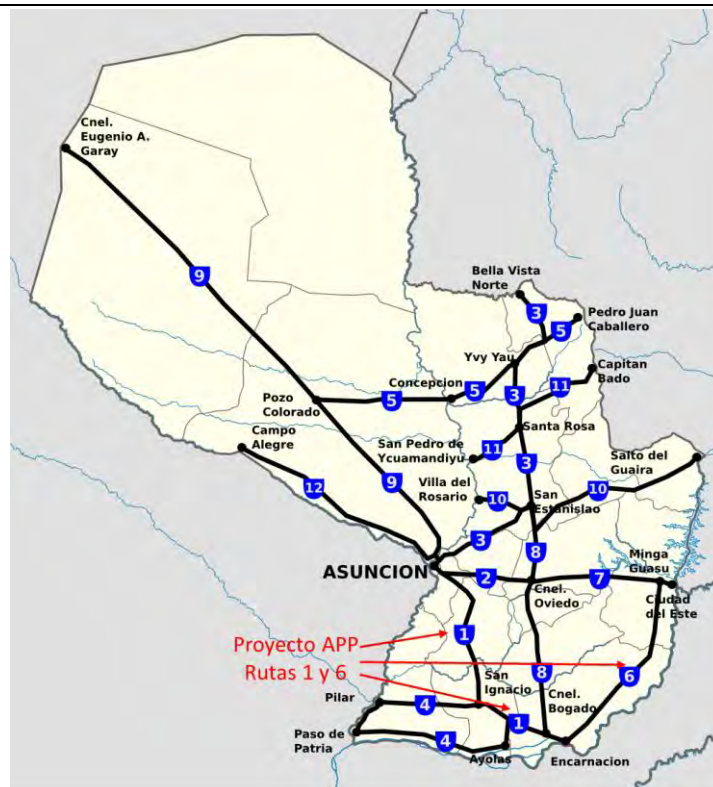 Cnel.
Eugenio A.
Garay
9
Bella Vista
Norte
3
5
Pedro Juan
Caballero
Yvy Yau
Concepcion
5
5
3
11
Capitan
Bado
Pozo
Colorado
Campo
Alegre
Santa Rosa
San Pedro de
Ycuamandiyu
11
3
Salto del
Guaira
12
9
Villa del
Rosario
10
San
Estanislao
10
3
8
Minga
Guasu
ASUNCION
2
7
Cnel.
Oviedo
Ciudad
del Este
Proyecto APP
Rutas 1 y 6
1
6
San
Ignacio
8
Cnel.
Bogado
Pilar
4
1
Paso de
Patria
4
Ayolas
Encarnacion